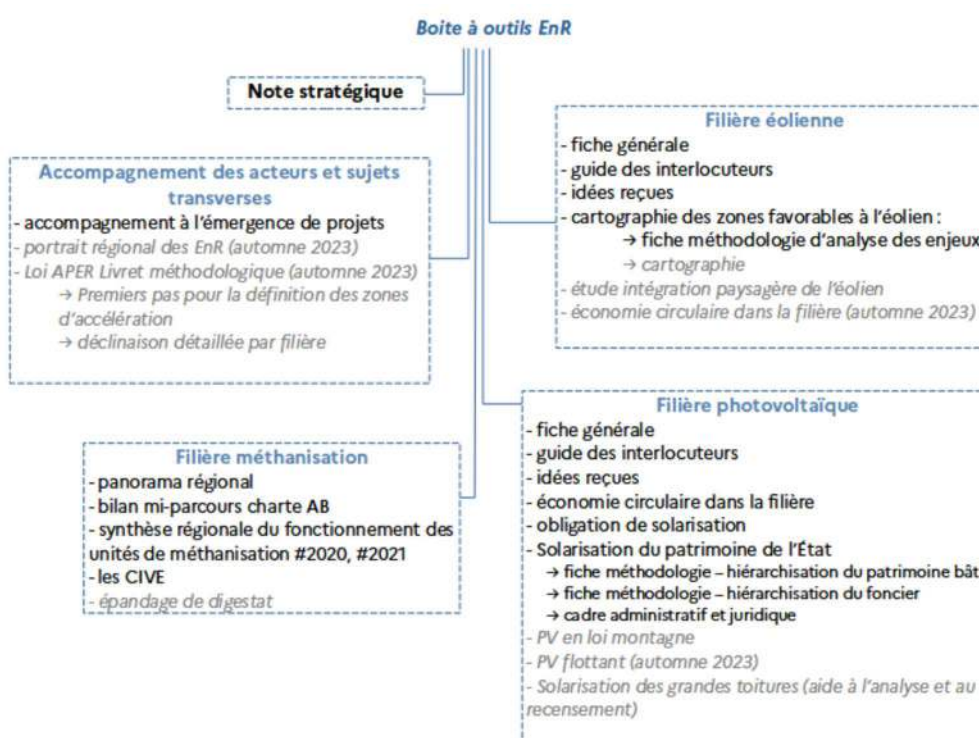 Boite à outils EnR
Note stratégique
Accompagnement des acteurs et sujets
transverses
- accompagnement à l'émergence de projets
- portrait régional des EnR (automne 2023)
- Loi APER Livret méthodologique (automne 2023)
→ Premiers pas pour la définition des zones
d'accélération
→ déclinaison détaillée par filière
Filière éolienne
- fiche générale
- guide des interlocuteurs
- idées reçues
- cartographie des zones favorables à l'éolien :
→ fiche méthodologie d'analyse des enjeux
→ cartographie
- étude intégration paysagère de l'éolien
- économie circulaire dans la filière (automne 2023)
Filière méthanisation
- panorama régional
- bilan mi-parcours charte AB
- synthèse régionale du fonctionnement des
unités de méthanisation #2020, #2021
- les CIVE
- épandage de digestat
Filière photovoltaïque
- fiche générale
- guide des interlocuteurs
- idées reçues
- économie circulaire dans la filière
- obligation de solarisation
- Solarisation du patrimoine de l'État
→ fiche méthodologie – hiérarchisation du patrimoine bât
→ fiche méthodologie – hiérarchisation du foncier
→ cadre administratif et juridique
- PV en loi montagne
- PV flottant (automne 2023)
- Solarisation des grandes toitures (aide à l'analyse et au
recensement)